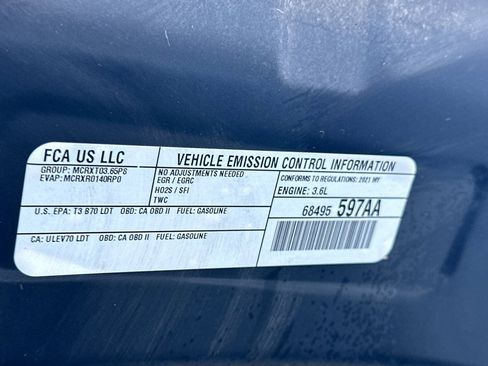 FCA US LLC
GROUP: MCRXT03.65P8
EVAP: MCRXR0140RP0
VEHICLE EMISSION CONTROL INFORMATION
NO ADJUSTMENTS NEEDED
EGR / EGRC
HO2S / SFI
TWC
CONFORMS TO REGULATIONS: 2021 MY
ENGINE: 3.6L
68495 597AA
U.S. EPA: T3 B70 LDT OBD: CA OBD II FUEL: GASOLINE
CA: ULEV70 LDT OBD: CA OBD II FUEL: GASOLINE